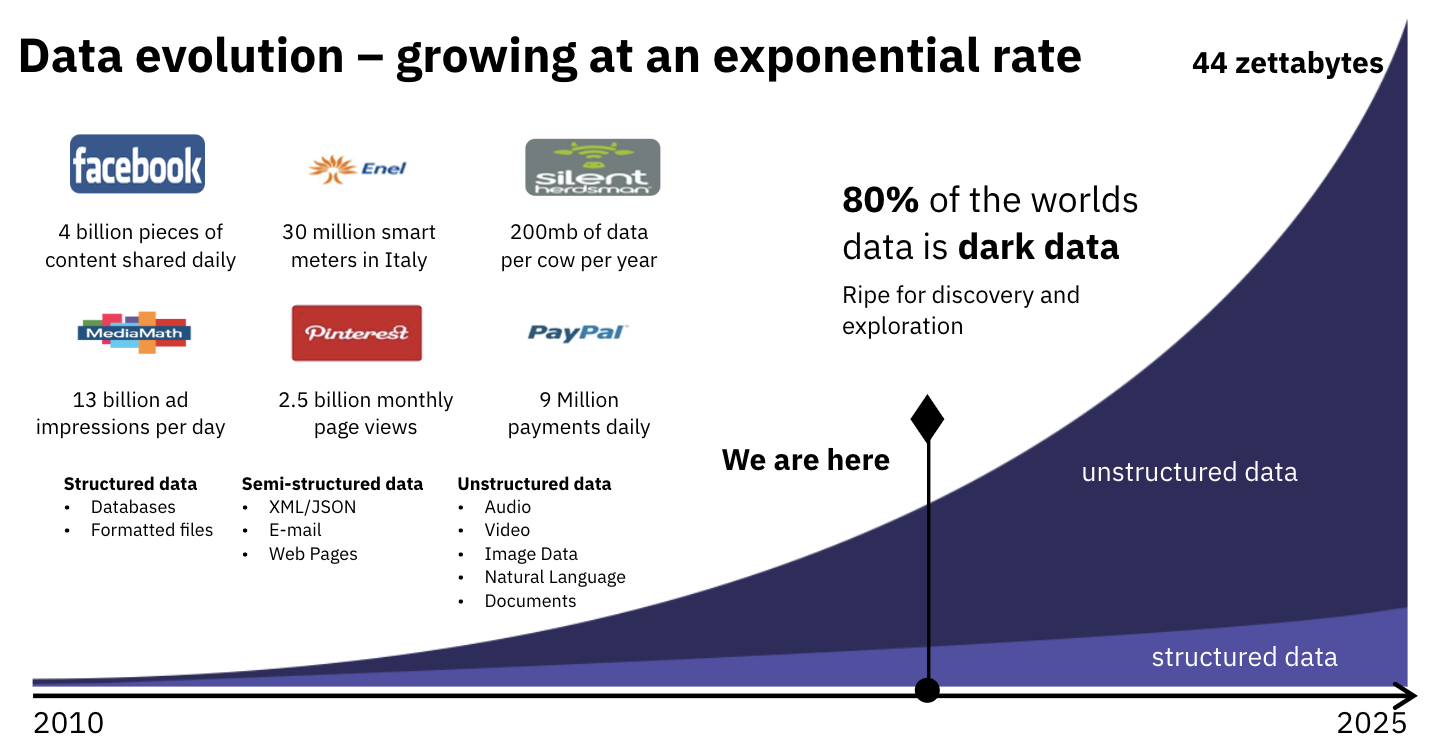 Data evolution – growing at an exponential rate
44 zettabytes
facebook
Enel
silent
herdsman
4 billion pieces of
content shared daily
30 million smart
meters in Italy
200mb of data
per cow per year
MediaMath
Pinterest
PayPal
13 billion ad
impressions per day
2.5 billion monthly
page views
9 Million
payments daily
80% of the worlds
data is dark data
Ripe for discovery and
exploration
We are here
Structured data
• Databases
• Formatted files
Semi-structured data
• XML/JSON
• E-mail
• Web Pages
Unstructured data
• Audio
• Video
• Image Data
• Natural Language
• Documents
unstructured data
structured data
2010
2025